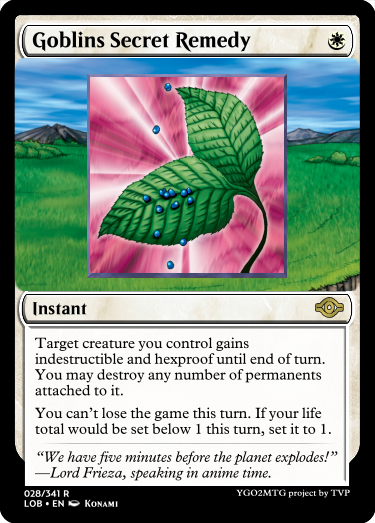 Goblins Secret Remedy
Instant
Target creature you control gains
indestructible and hexproof until end of turn.
You may destroy any number of permanents
attached to it.
You can't lose the game this turn. If your life
total would be set below 1 this turn, set it to 1.
“We have five minutes before the planet explodes!”
—Lord Frieza, speaking in anime time.
028/341 R
LOB • EN Konami
YGO2MTG project by TVP